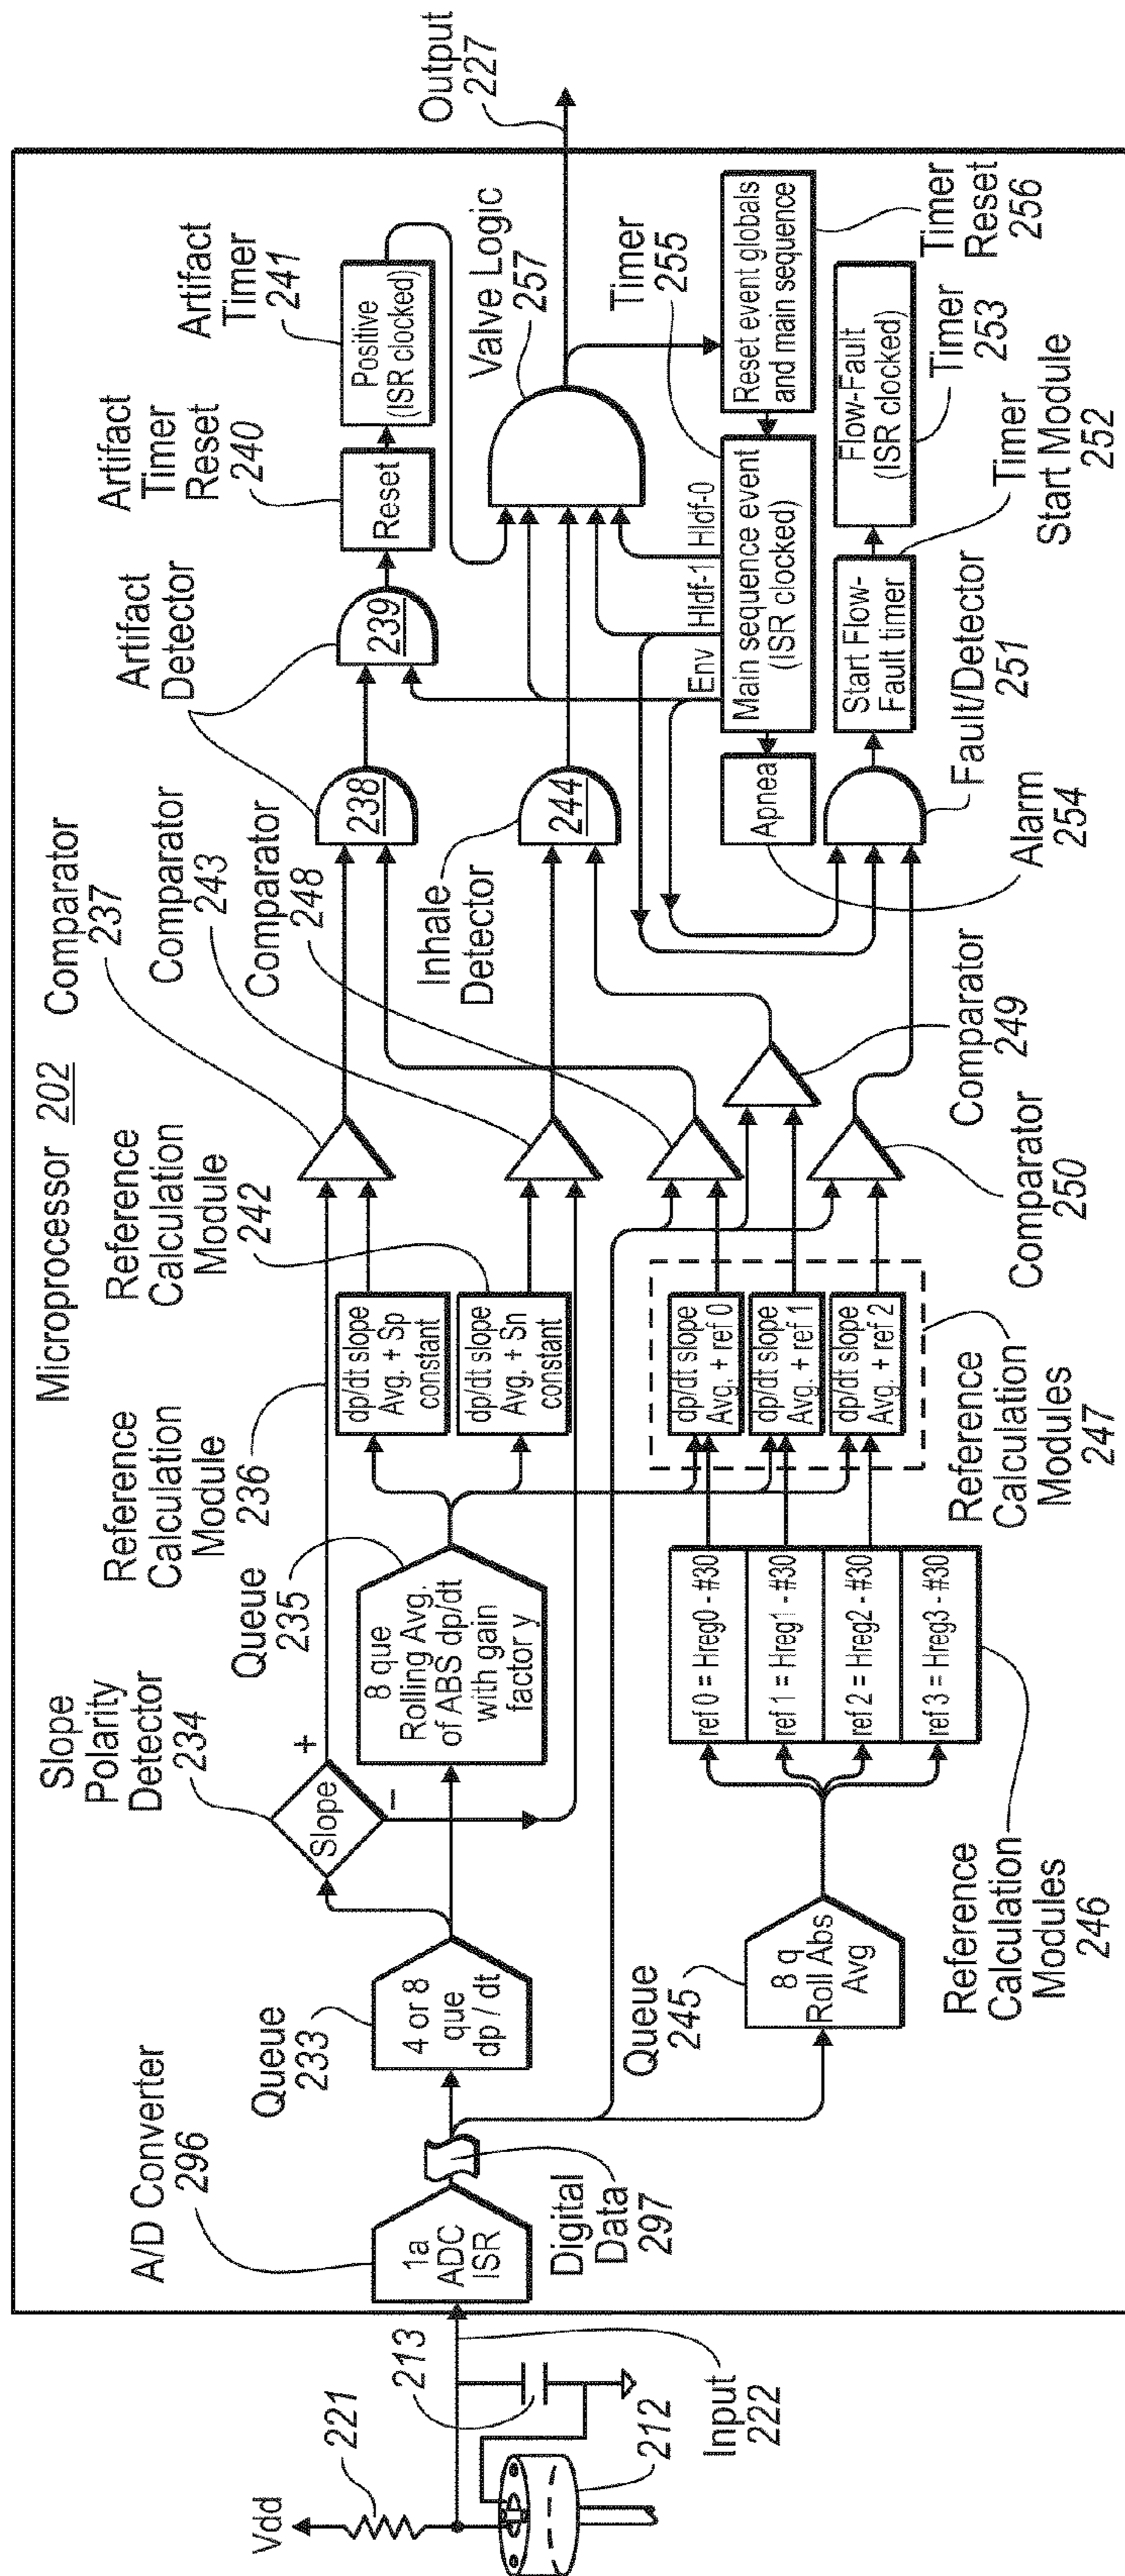 Microprocessor 202
Vdd
221
213
212
Input
222
A/D Converter
296
1a
ADC
ISR
Digital
Data
297
Queue
233
4 or 8
que
dp / dt
Slope
Polarity
Detector
234
Slope
+
−
Queue
235
8 que
Rolling Avg.
of ABS dp/dt
with gain
factor y
Queue
245
8 q
Roll Abs
Avg
Reference
Calculation
Modules
246
ref 0 = Hreg0 - #30
ref 1 = Hreg1 - #30
ref 2 = Hreg2 - #30
ref 3 = Hreg3 - #30
Reference
Calculation
Module
236
dp/dt slope
Avg. + Sp
constant
Reference
Calculation
Module
242
dp/dt slope
Avg. + Sn
constant
dp/dt slope
Avg. + ref 0
dp/dt slope
Avg. + ref 1
dp/dt slope
Avg. + ref 2
Reference
Calculation
Modules
247
Comparator
237
Comparator
243
Comparator
248
Comparator
249
Comparator
250
Inhale
Detector
244
Artifact
Detector
238
239
Artifact
Timer
Reset
240
Reset
Artifact
Timer
241
Positive
(ISR clocked)
Valve Logic
257
Output
227
Env
Hldf-1
Hldf-0
Main sequence event
(ISR clocked)
Timer
255
Reset event globals
and main sequence
Timer
Reset
256
Apnea
Alarm
254
Fault/Detector
251
Start Flow-
Fault timer
Timer
Start Module
252
Flow-Fault
(ISR clocked)
Timer
253